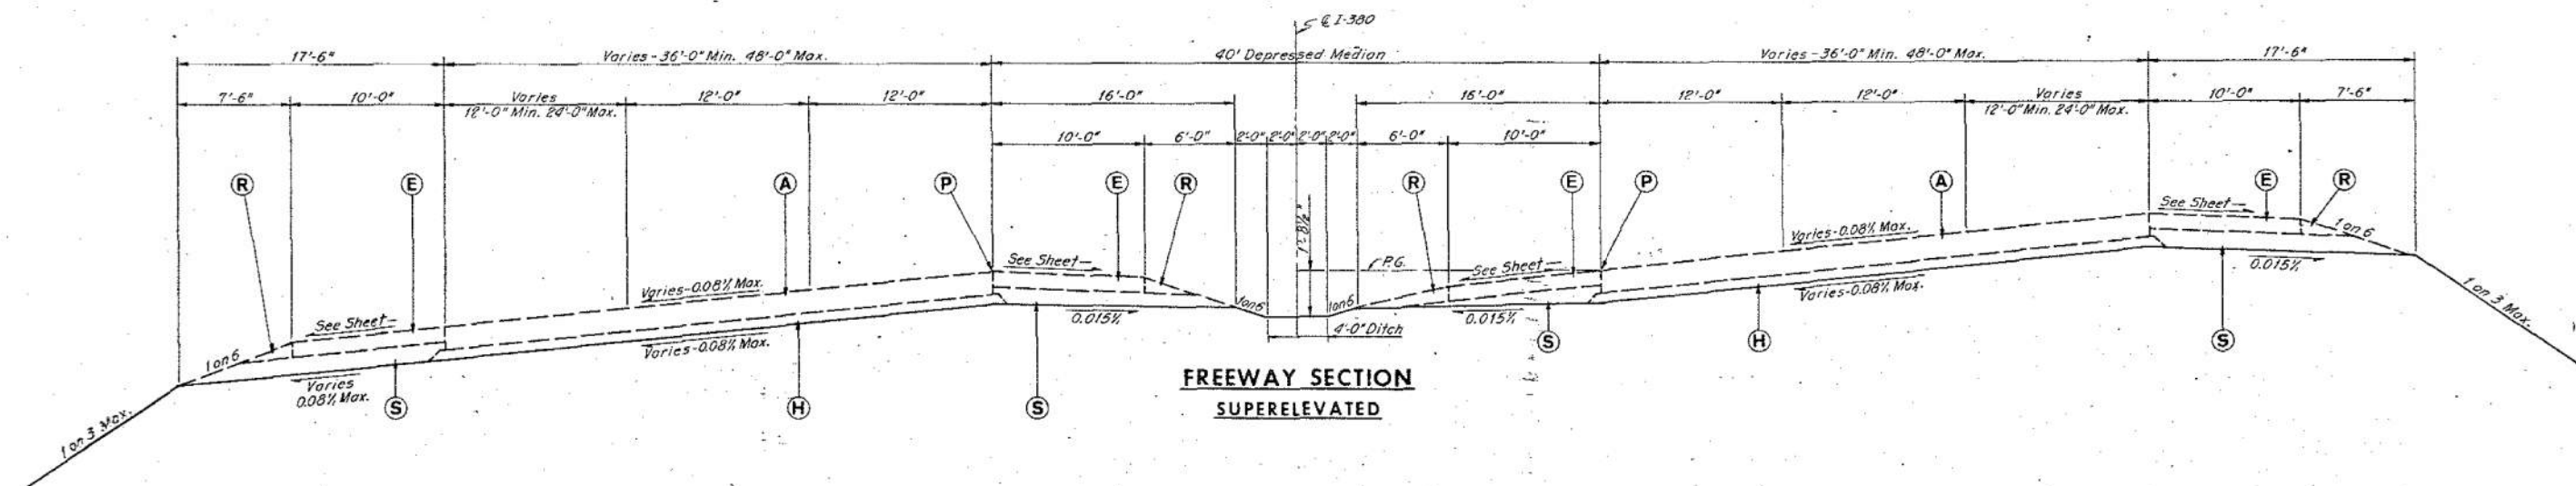 ℄ I-380
17'-6"
Varies-36'-0" Min. 48'-0" Max.
40' Depressed Median
Varies-36'-0" Min. 48'-0" Max.
17'-6"
7'-6"
10'-0"
Varies
12'-0" Min. 24'-0" Max.
12'-0"
12'-0"
16'-0"
16'-0"
12'-0"
12'-0"
Varies
12'-0" Min. 24'-0" Max.
10'-0"
7'-6"
10'-0"
6'-0"
2'-0"
2'-0"
2'-0"
2'-0"
6'-0"
10'-0"
R
E
A
P
E
R
R
E
P
A
E
R
1'-8½"
See Sheet
Varies-0.08% Max.
See Sheet
P.G.
See Sheet
Varies-0.08% Max.
See Sheet
1 on 6
1 on 6
1 on 6
1 on 6
0.015%
0.015%
0.015%
Varies-0.08% Max.
Varies-0.08% Max.
Varies
0.08% Max.
4'-0" Ditch
1 on 3 Max.
1 on 3 Max.
S
H
S
S
H
S
FREEWAY SECTION
SUPERELEVATED